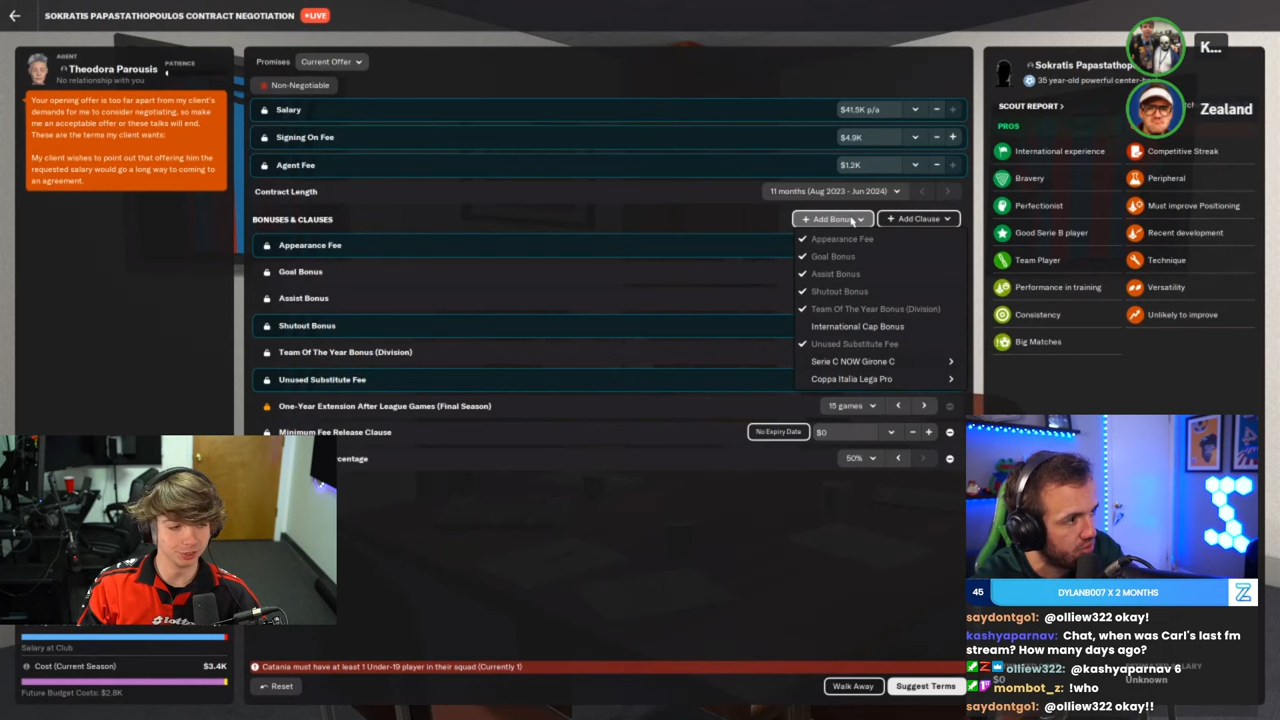 SOKRATIS PAPASTATHOPOULOS CONTRACT NEGOTIATION
LIVE
AGENT
Theodora Parousis
No relationship with you
PATIENCE
Your opening offer is too far apart from my client's
demands for me to consider negotiating, so make
me an acceptable offer or these talks will end.
These are the terms my client wants:
My client wishes to point out that offering him the
requested salary would go a long way to coming to
an agreement.
Promises
Current Offer
Non-Negotiable
Salary
$41.5K p/a
Signing On Fee
$4.9K
Agent Fee
$1.2K
Contract Length
11 months (Aug 2023 - Jun 2024)
BONUSES & CLAUSES
+ Add Bonus
+ Add Clause
Appearance Fee
Goal Bonus
Assist Bonus
Shutout Bonus
Team Of The Year Bonus (Division)
Unused Substitute Fee
Appearance Fee
Goal Bonus
Assist Bonus
Shutout Bonus
Team Of The Year Bonus (Division)
International Cap Bonus
Unused Substitute Fee
Serie C NOW Girone C
Coppa Italia Lega Pro
One-Year Extension After League Games (Final Season)
15 games
Minimum Fee Release Clause
No Expiry Date
$0
50%
Catania must have at least 1 Under-19 player in their squad (Currently 1)
Reset
Walk Away
Suggest Terms
Salary at Club
Cost (Current Season)
$3.4K
Future Budget Costs: $2.8K
K...
Sokratis Papastathop
35 year-old powerful center-b
Zealand
SCOUT REPORT >
PROS
International experience
Bravery
Perfectionist
Good Serie B player
Team Player
Performance in training
Consistency
Big Matches
Competitive Streak
Peripheral
Must improve Positioning
Recent development
Technique
Versatility
Unlikely to improve
45
DYLANB007 X 2 MONTHS
Z
saydontgo1: @olliew322 okay!
kashyaparnav: Chat, when was Carl's last fm
stream? How many days ago?
olliew322: @kashyaparnav 6
mombot_z: !who
saydontgo1: @olliew322 okay!!
$0
Unknown